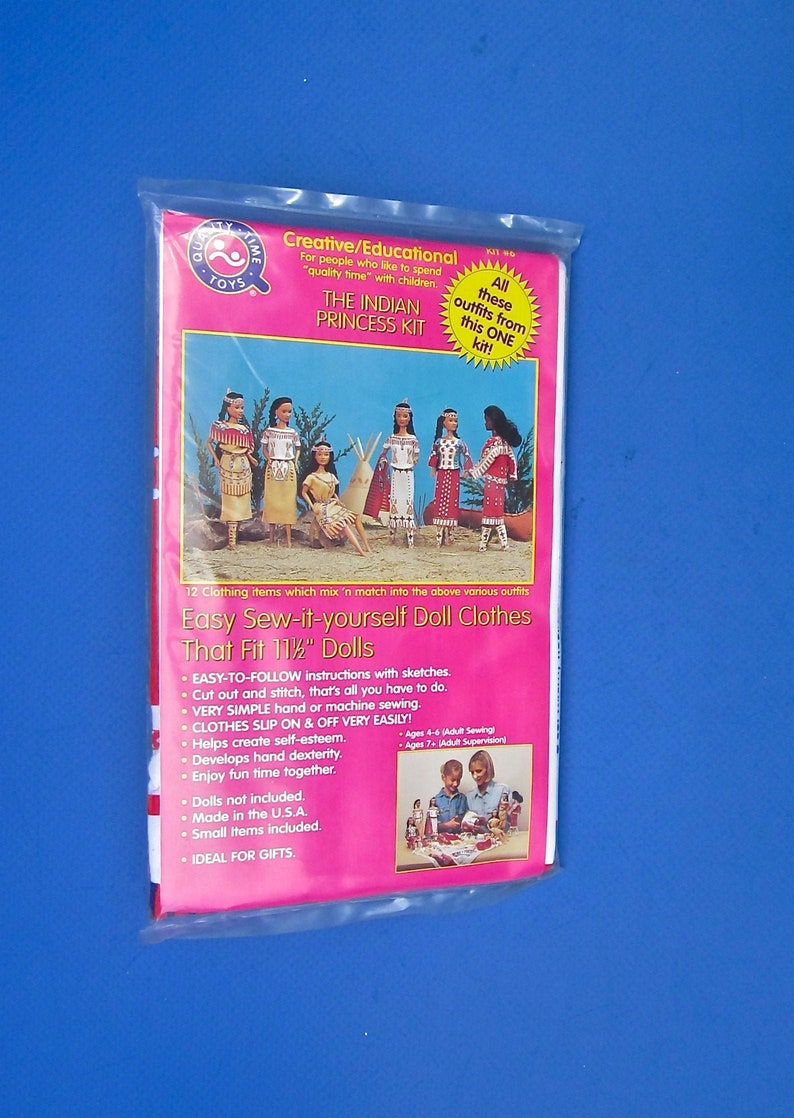 QUALITY · TIME
TOYS
®
Creative/Educational
For people who like to spend
"quality time" with children.
THE INDIAN
PRINCESS KIT
KIT #6
All
these
outfits from
this ONE
kit!
12 Clothing items which mix 'n match into the above various outfits
Easy Sew-it-yourself Doll Clothes
That Fit 11½" Dolls
• EASY-TO-FOLLOW instructions with sketches.
• Cut out and stitch, that's all you have to do.
• VERY SIMPLE hand or machine sewing.
• CLOTHES SLIP ON & OFF VERY EASILY!
• Helps create self-esteem.
• Develops hand dexterity.
• Enjoy fun time together.
• Ages 4-6 (Adult Sewing)
• Ages 7+ (Adult Supervision)
• Dolls not included.
• Made in the U.S.A.
• Small Items included.
• IDEAL FOR GIFTS.